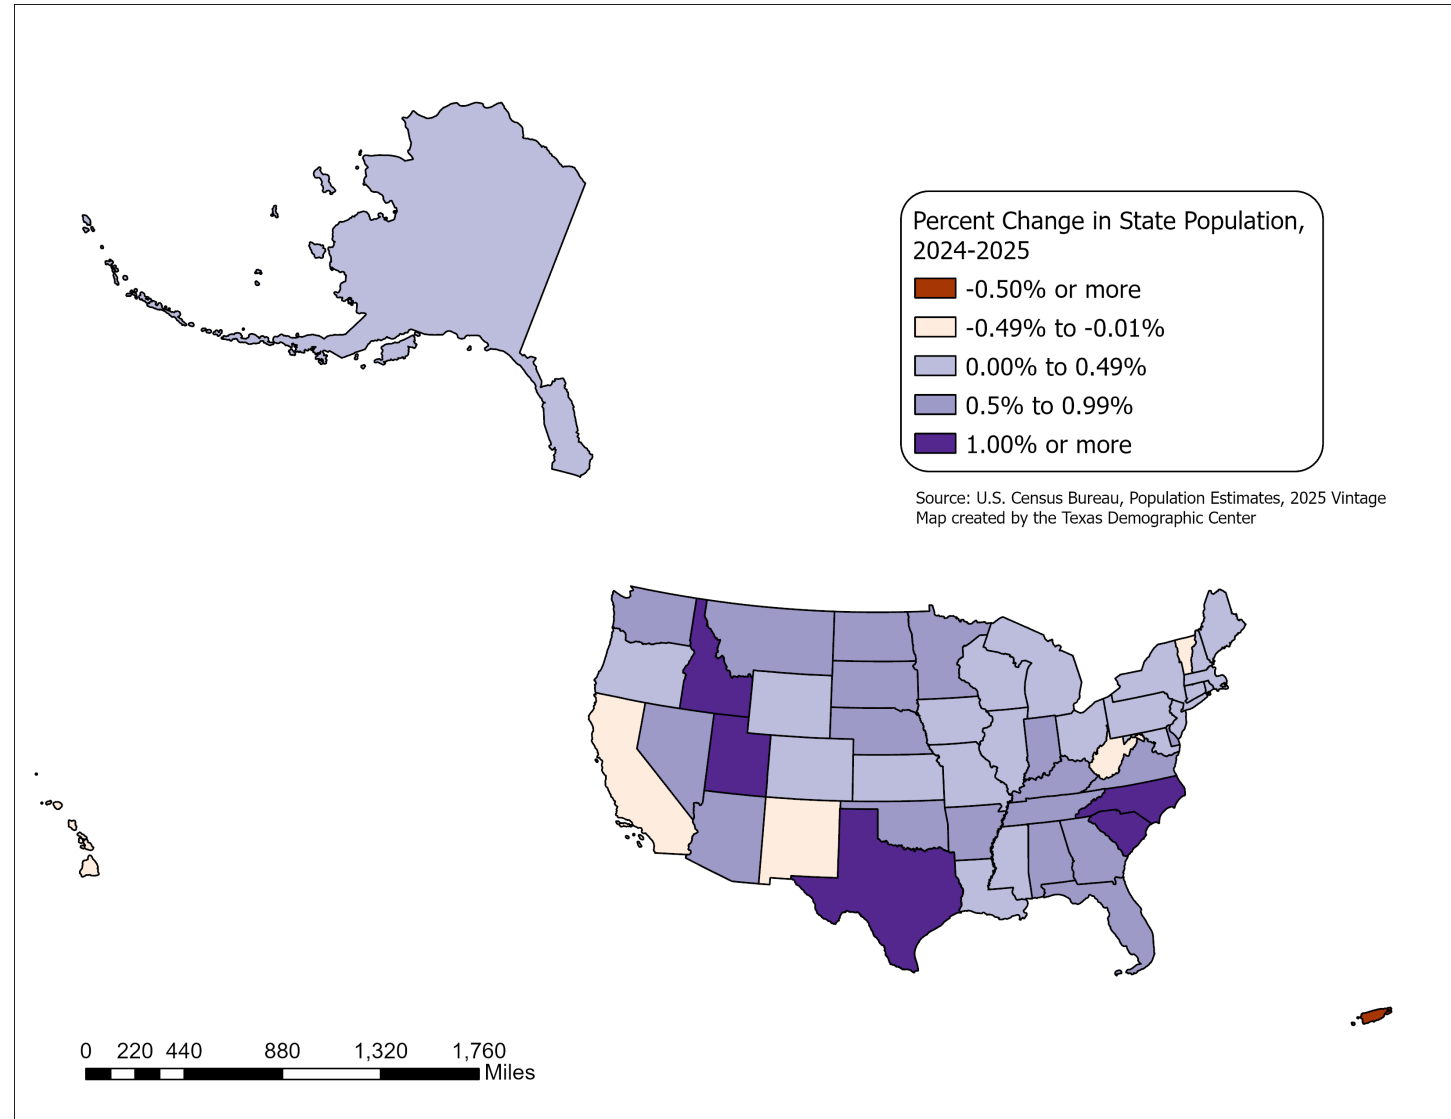 Percent Change in State Population,
2024-2025
-0.50% or more
-0.49% to -0.01%
0.00% to 0.49%
0.5% to 0.99%
1.00% or more
Source: U.S. Census Bureau, Population Estimates, 2025 Vintage
Map created by the Texas Demographic Center
0 220 440 880 1,320 1,760
Miles